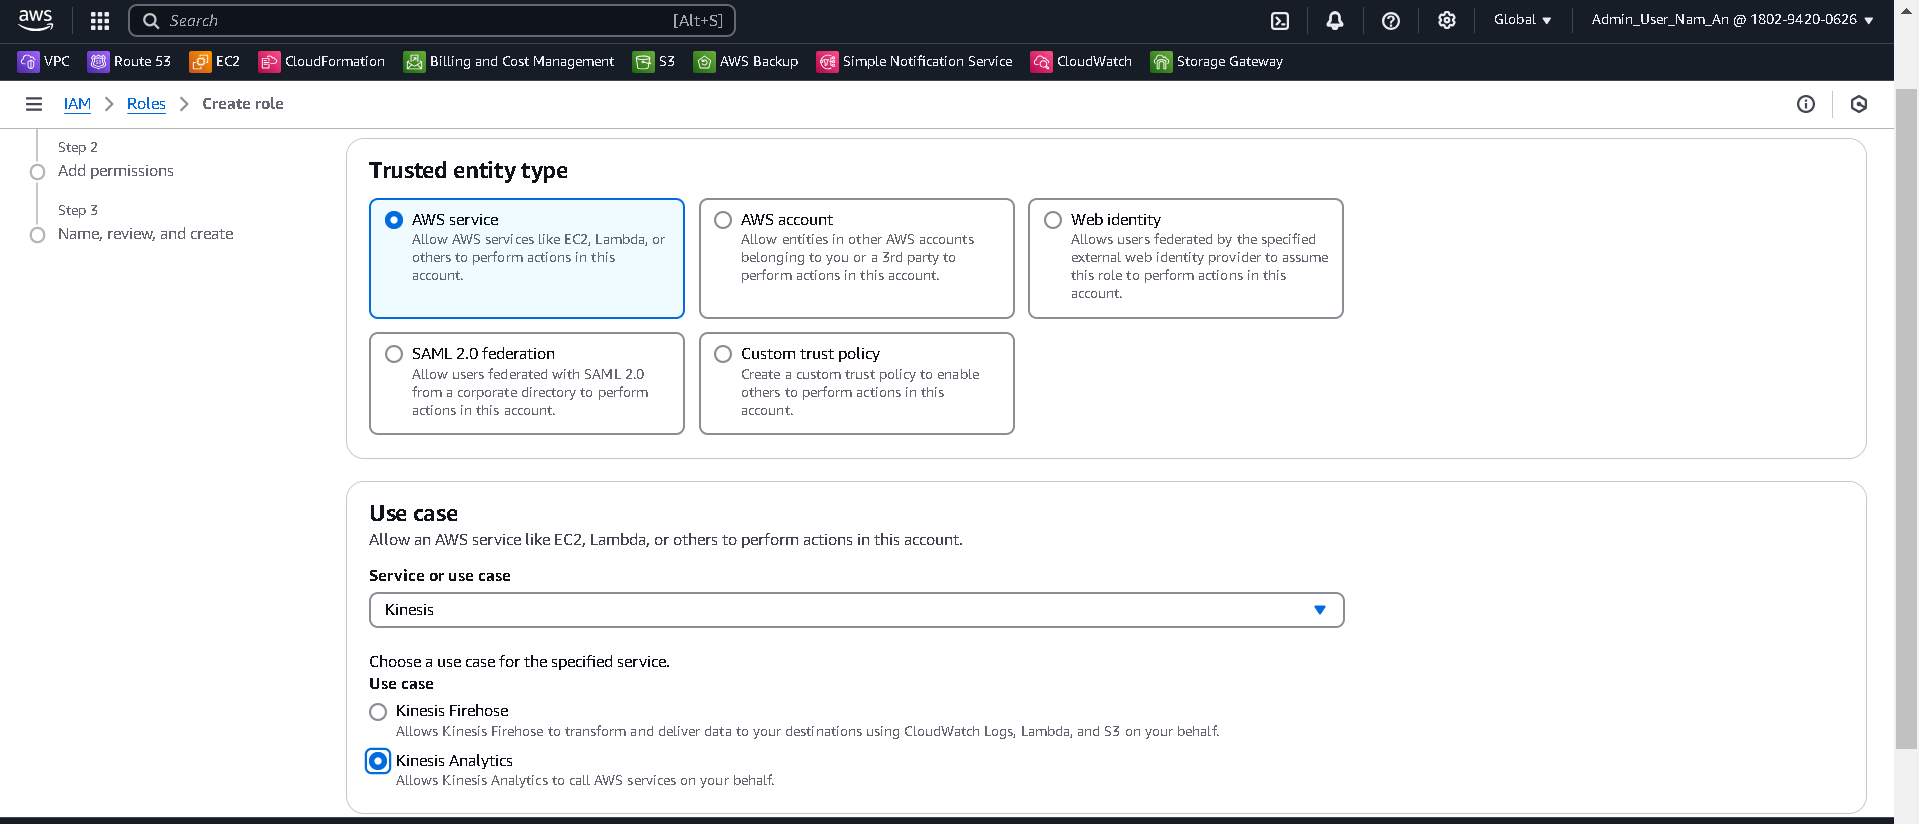 aws
Search
[Alt+S]
Global
Admin_User_Nam_An @ 1802-9420-0626
VPC
Route 53
EC2
CloudFormation
Billing and Cost Management
S3
AWS Backup
Simple Notification Service
CloudWatch
Storage Gateway
IAM
Roles
Create role
Step 2
Add permissions
Step 3
Name, review, and create
Trusted entity type
AWS service
Allow AWS services like EC2, Lambda, or
others to perform actions in this
account.
AWS account
Allow entities in other AWS accounts
belonging to you or a 3rd party to
perform actions in this account.
Web identity
Allows users federated by the specified
external web identity provider to assume
this role to perform actions in this
account.
SAML 2.0 federation
Allow users federated with SAML 2.0
from a corporate directory to perform
actions in this account.
Custom trust policy
Create a custom trust policy to enable
others to perform actions in this
account.
Use case
Allow an AWS service like EC2, Lambda, or others to perform actions in this account.
Service or use case
Kinesis
Choose a use case for the specified service.
Use case
Kinesis Firehose
Allows Kinesis Firehose to transform and deliver data to your destinations using CloudWatch Logs, Lambda, and S3 on your behalf.
Kinesis Analytics
Allows Kinesis Analytics to call AWS services on your behalf.